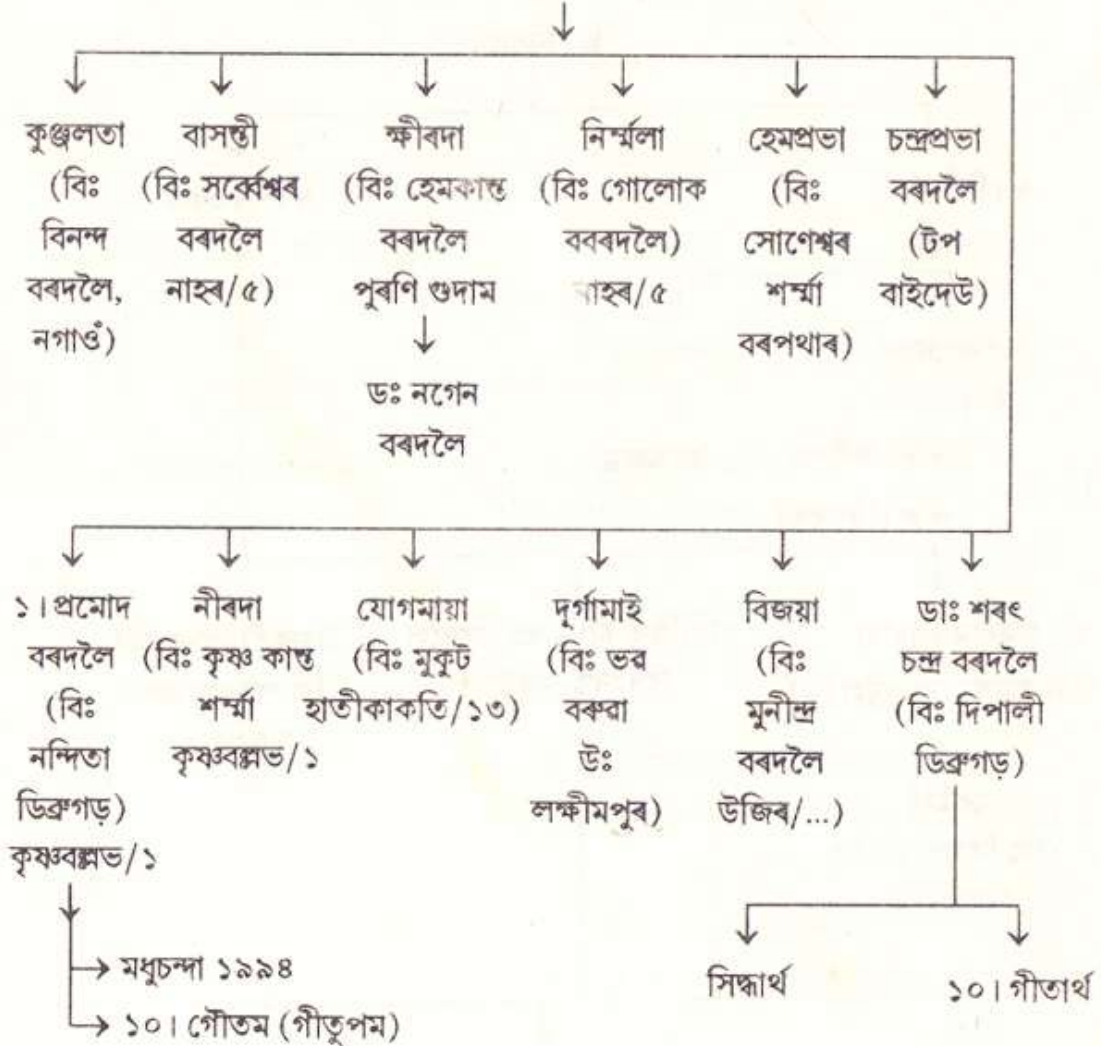 কুঞ্জলতা
(বিঃ
বিনন্দ
বৰদলৈ,
নগাওঁ)
বাসন্তী
(বিঃ সৰ্ব্বেশ্বৰ
বৰদলৈ
নাহৰ/৫)
ক্ষীৰদা
(বিঃ হেমকান্ত
বৰদলৈ
পুৰণি গুদাম
ডঃ নগেন
বৰদলৈ
নিৰ্ম্মলা
(বিঃ গোলোক
ববৰদলৈ)
নাহৰ/৫
হেমপ্ৰভা
(বিঃ
সোণেশ্বৰ
শৰ্ম্মা
বৰপথাৰ)
চন্দ্ৰপ্ৰভা
বৰদলৈ
(টপ
বাইদেউ)
১। প্ৰমোদ
বৰদলৈ
(বিঃ
নন্দিতা
ডিব্ৰুগড়)
কৃষ্ণবল্লভ/১
মধুচন্দা ১৯৯৪
১০। গৌতম (গীতুপম)
নীৰদা
(বিঃ কৃষ্ণ কান্ত
শৰ্ম্মা
কৃষ্ণবল্লভ/১
যোগমায়া
(বিঃ মুকুট
হাতীকাকতি/১৩)
দূৰ্গামাই
(বিঃ ভৱ
বৰুৱা
উঃ
লক্ষীমপুৰ)
বিজয়া
(বিঃ
মুনীন্দ্ৰ
বৰদলৈ
উজিৰ/...)
ডাঃ শৰৎ
চন্দ্ৰ বৰদলৈ
(বিঃ দিপালী
ডিব্ৰুগড়)
সিদ্ধাৰ্থ
১০। গীতাৰ্থ